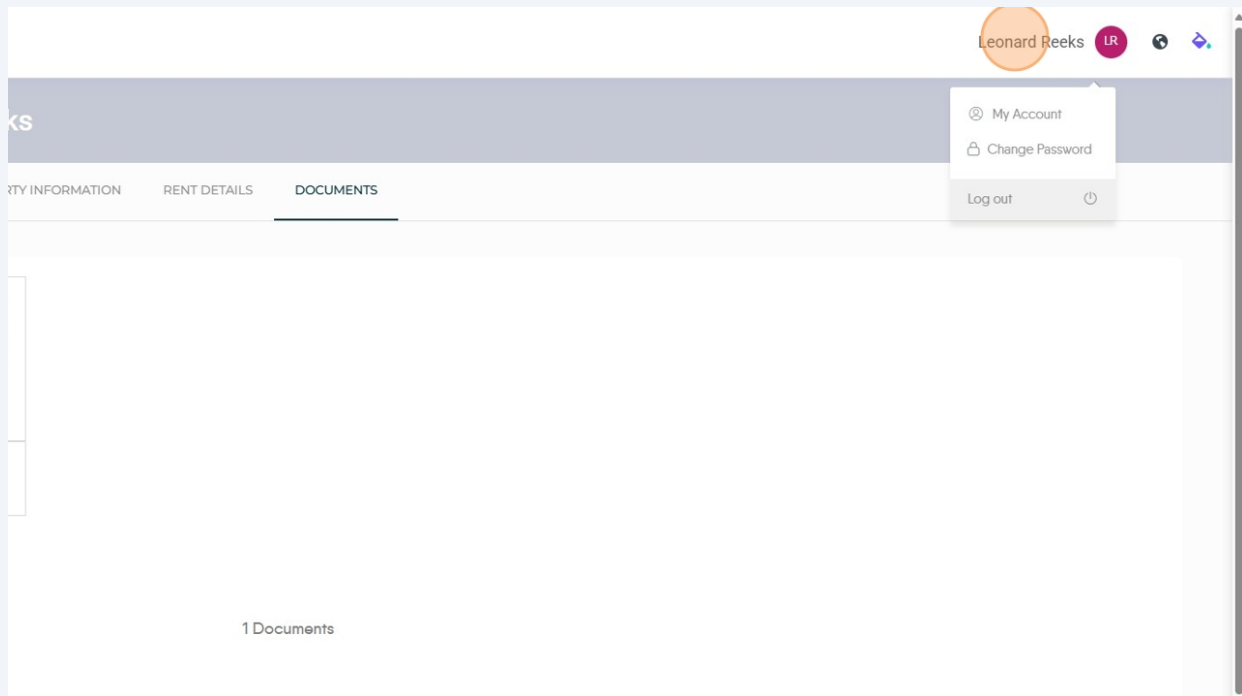 Leonard Reeks LR
ks
My Account
Change Password
RTY INFORMATION RENT DETAILS DOCUMENTS
Log out
1 Documents